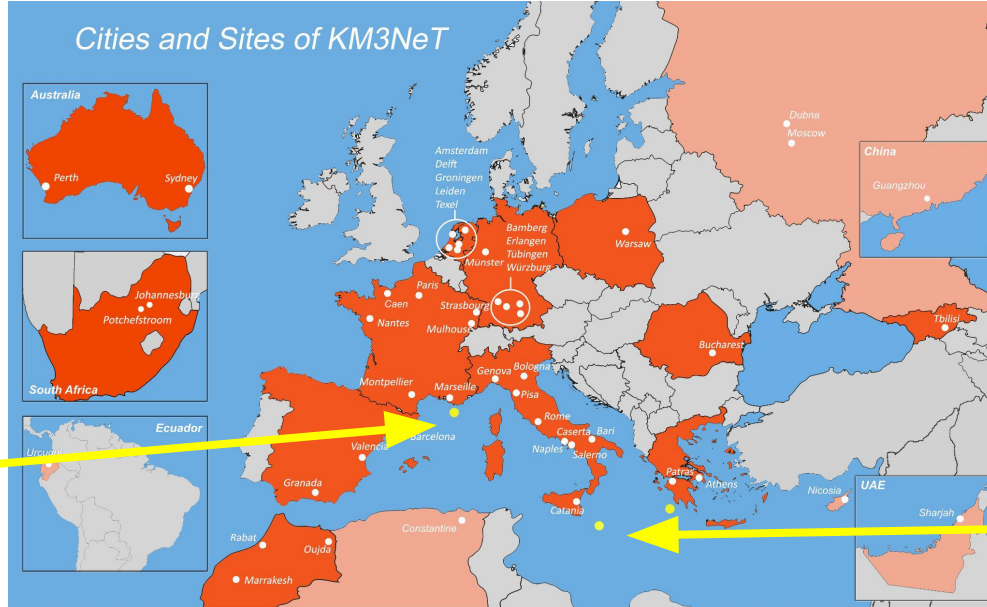 Cities and Sites of KM3NeT
Australia
Perth
Sydney
Johannesburg
Potchefstroom
South Africa
Ecuador
Urcuqui
Amsterdam
Delft
Groningen
Leiden
Texel
Bamberg
Erlangen
Tübingen
Würzburg
Münster
Warsaw
Dubna
Moscow
China
Guangzhou
Caen
Paris
Strasbourg
Nantes
Mulhouse
Bucharest
Tbilisi
Montpellier
Marseille
Genova
Bologna
Pisa
Rome
Barcelona
Valencia
Granada
Caserta
Bari
Naples
Salerno
Catania
Patras
Athens
Nicosia
UAE
Sharjah
Constantine
Rabat
Oujda
Marrakesh